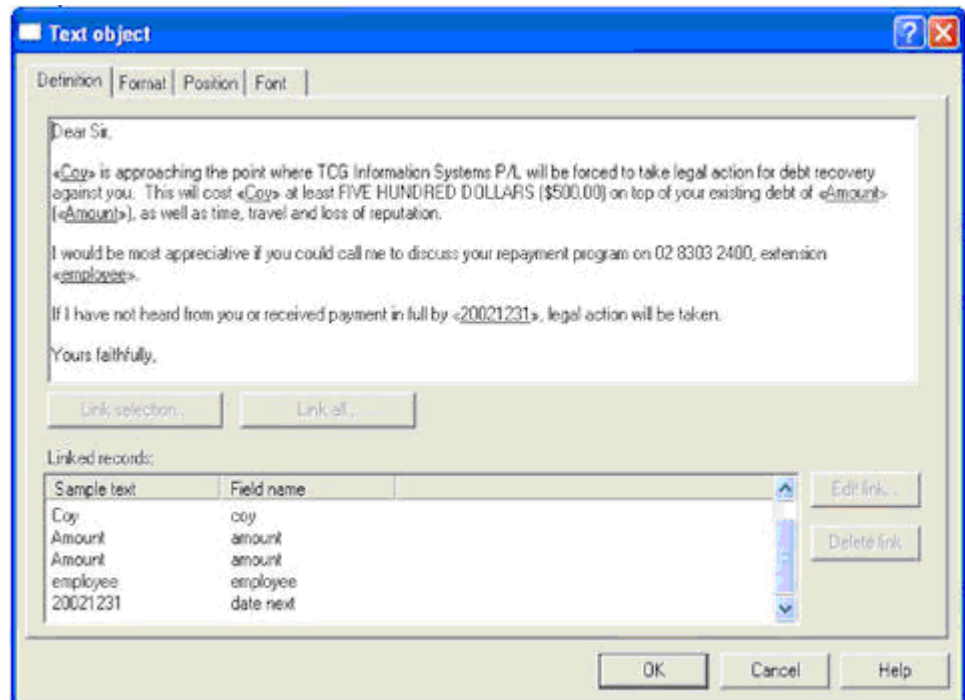 Text object
Definition Format Position Font
Dear Sir,
«Coy» is approaching the point where TCG Information Systems P/L will be forced to take legal action for debt recovery
against you. This will cost «Coy» at least FIVE HUNDRED DOLLARS ($500.00) on top of your existing debt of «Amount»
(«Amount»), as well as time, travel and loss of reputation.
I would be most appreciative if you could call me to discuss your repayment program on 02 8303 2400, extension
«employee».
If I have not heard from you or received payment in full by «20021231», legal action will be taken.
Yours faithfully,
Link selection... Link all...
Linked records:
Sample text Field name
Coy coy
Amount amount
Amount amount
employee employee
20021231 date next
Edit link...
Delete link
OK Cancel Help